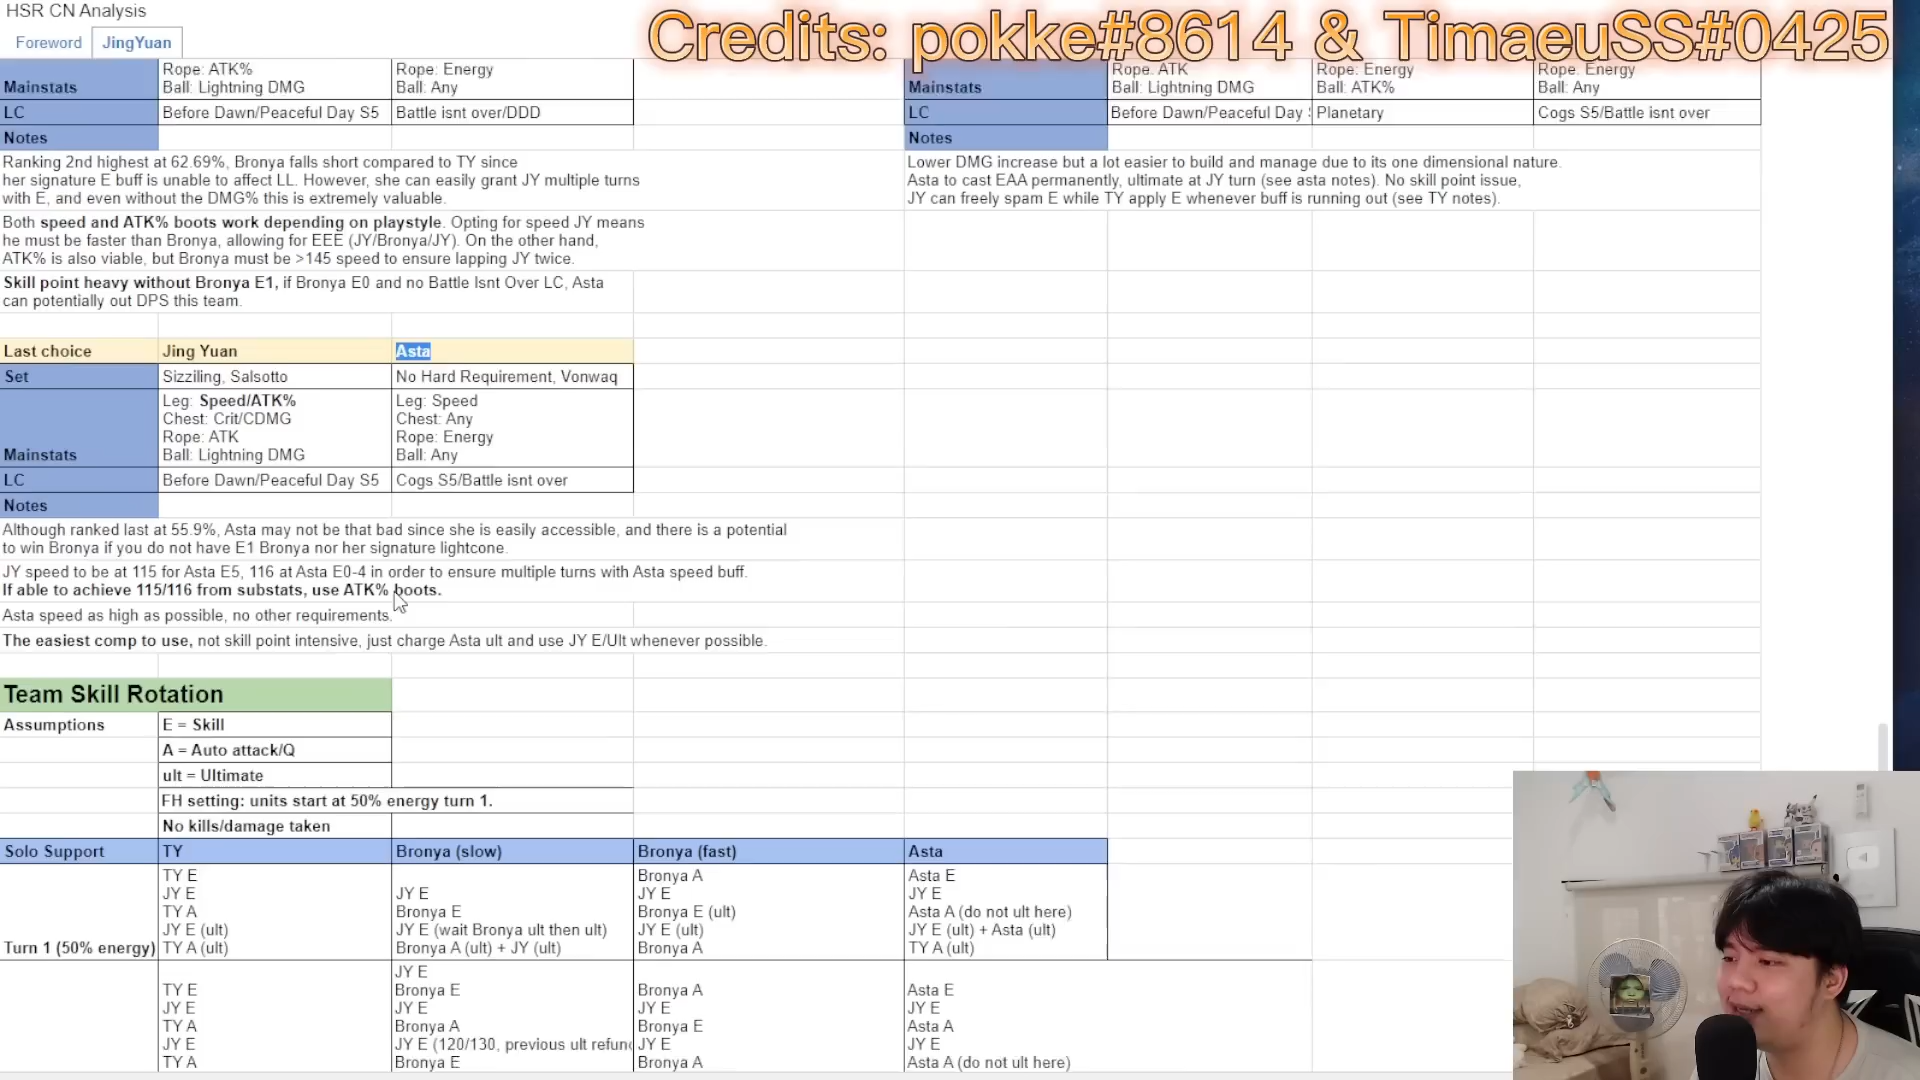 HSR CN Analysis
Credits: pokke#8614 & TimaeuSS#0425
Foreword JingYuan
Mainstats
Rope: ATK%
Ball: Lightning DMG
Rope: Energy
Ball: Any
LC Before Dawn/Peaceful Day S5 Battle isnt over/DDD
Notes
Ranking 2nd highest at 62.69%, Bronya falls short compared to TY since
her signature E buff is unable to affect LL. However, she can easily grant JY multiple turns
with E, and even without the DMG% this is extremely valuable.
Both speed and ATK% boots work depending on playstyle. Opting for speed JY means
he must be faster than Bronya, allowing for EEE (JY/Bronya/JY). On the other hand,
ATK% is also viable, but Bronya must be >145 speed to ensure lapping JY twice.
Skill point heavy without Bronya E1, if Bronya E0 and no Battle Isnt Over LC, Asta
can potentially out DPS this team.
Mainstats
Rope. ATK
Ball: Lightning DMG
Rope: Energy
Ball: ATK%
Rope. Energy
Ball: Any
LC Before Dawn/Peaceful Day Planetary Cogs S5/Battle isnt over
Notes
Lower DMG increase but a lot easier to build and manage due to its one dimensional nature.
Asta to cast EAA permanently, ultimate at JY turn (see asta notes). No skill point issue,
JY can freely spam E while TY apply E whenever buff is running out (see TY notes).
Last choice Jing Yuan Asta
Set Sizziling, Salsotto No Hard Requirement, Vonwaq
Mainstats
Leg: Speed/ATK%
Chest: Crit/CDMG
Rope: ATK
Ball: Lightning DMG
Leg: Speed
Chest: Any
Rope: Energy
Ball: Any
LC Before Dawn/Peaceful Day S5 Cogs S5/Battle isnt over
Notes
Although ranked last at 55.9%, Asta may not be that bad since she is easily accessible, and there is a potential
to win Bronya if you do not have E1 Bronya nor her signature lightcone.
JY speed to be at 115 for Asta E5, 116 at Asta E0-4 in order to ensure multiple turns with Asta speed buff.
If able to achieve 115/116 from substats, use ATK% boots.
Asta speed as high as possible, no other requirements.
The easiest comp to use, not skill point intensive, just charge Asta ult and use JY E/Ult whenever possible.
Team Skill Rotation
Assumptions E = Skill
A = Auto attack/Q
ult = Ultimate
FH setting: units start at 50% energy turn 1.
No kills/damage taken
Solo Support TY Bronya (slow) Bronya (fast) Asta
Turn 1 (50% energy)
TY E
JY E
TY A
JY E (ult)
TY A (ult)
JY E
Bronya E
JY E (wait Bronya ult then ult)
Bronya A (ult) + JY (ult)
Bronya A
JY E
Bronya E (ult)
JY E (ult)
Bronya A
Asta E
JY E
Asta A (do not ult here)
JY E (ult) + Asta (ult)
TY A (ult)
TY E
JY E
TY A
JY E
TY A
JY E
Bronya E
JY E
Bronya A
JY E (120/130, previous ult refun
Bronya E
Bronya A
JY E
Bronya E
JY E
Bronya A
Asta E
JY E
Asta A
JY E
Asta A (do not ult here)